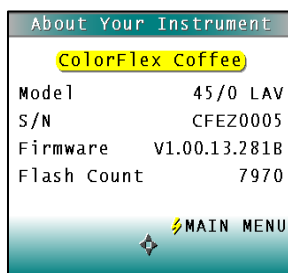 About Your Instrument
ColorFlex Coffee
Model 45/0 LAV
S/N CFEZ0005
Firmware V1.00.13.281B
Flash Count 7970
MAIN MENU